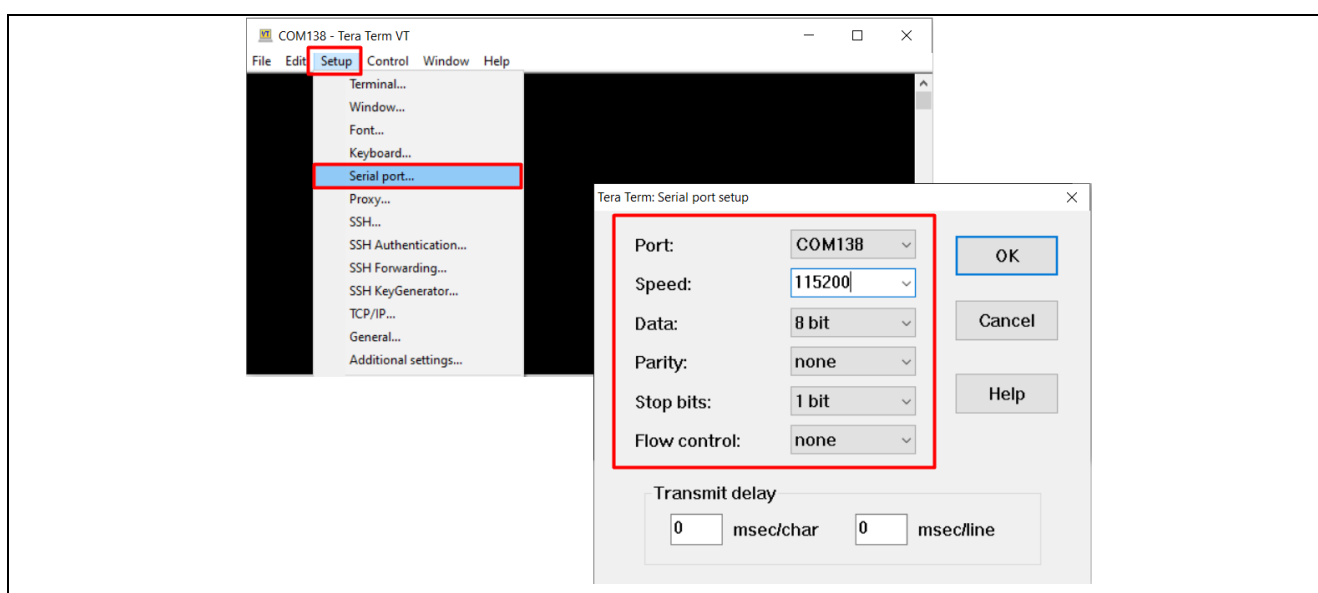 COM138 - Tera Term VT
File Edit Setup Control Window Help
Terminal...
Window...
Font...
Keyboard...
Serial port...
Proxy...
SSH...
SSH Authentication...
SSH Forwarding...
SSH KeyGenerator...
TCP/IP...
General...
Additional settings...
Tera Term: Serial port setup
Port: COM138
OK
Speed: 115200
Data: 8 bit
Cancel
Parity: none
Stop bits: 1 bit
Help
Flow control: none
Transmit delay
0 msec/char 0 msec/line